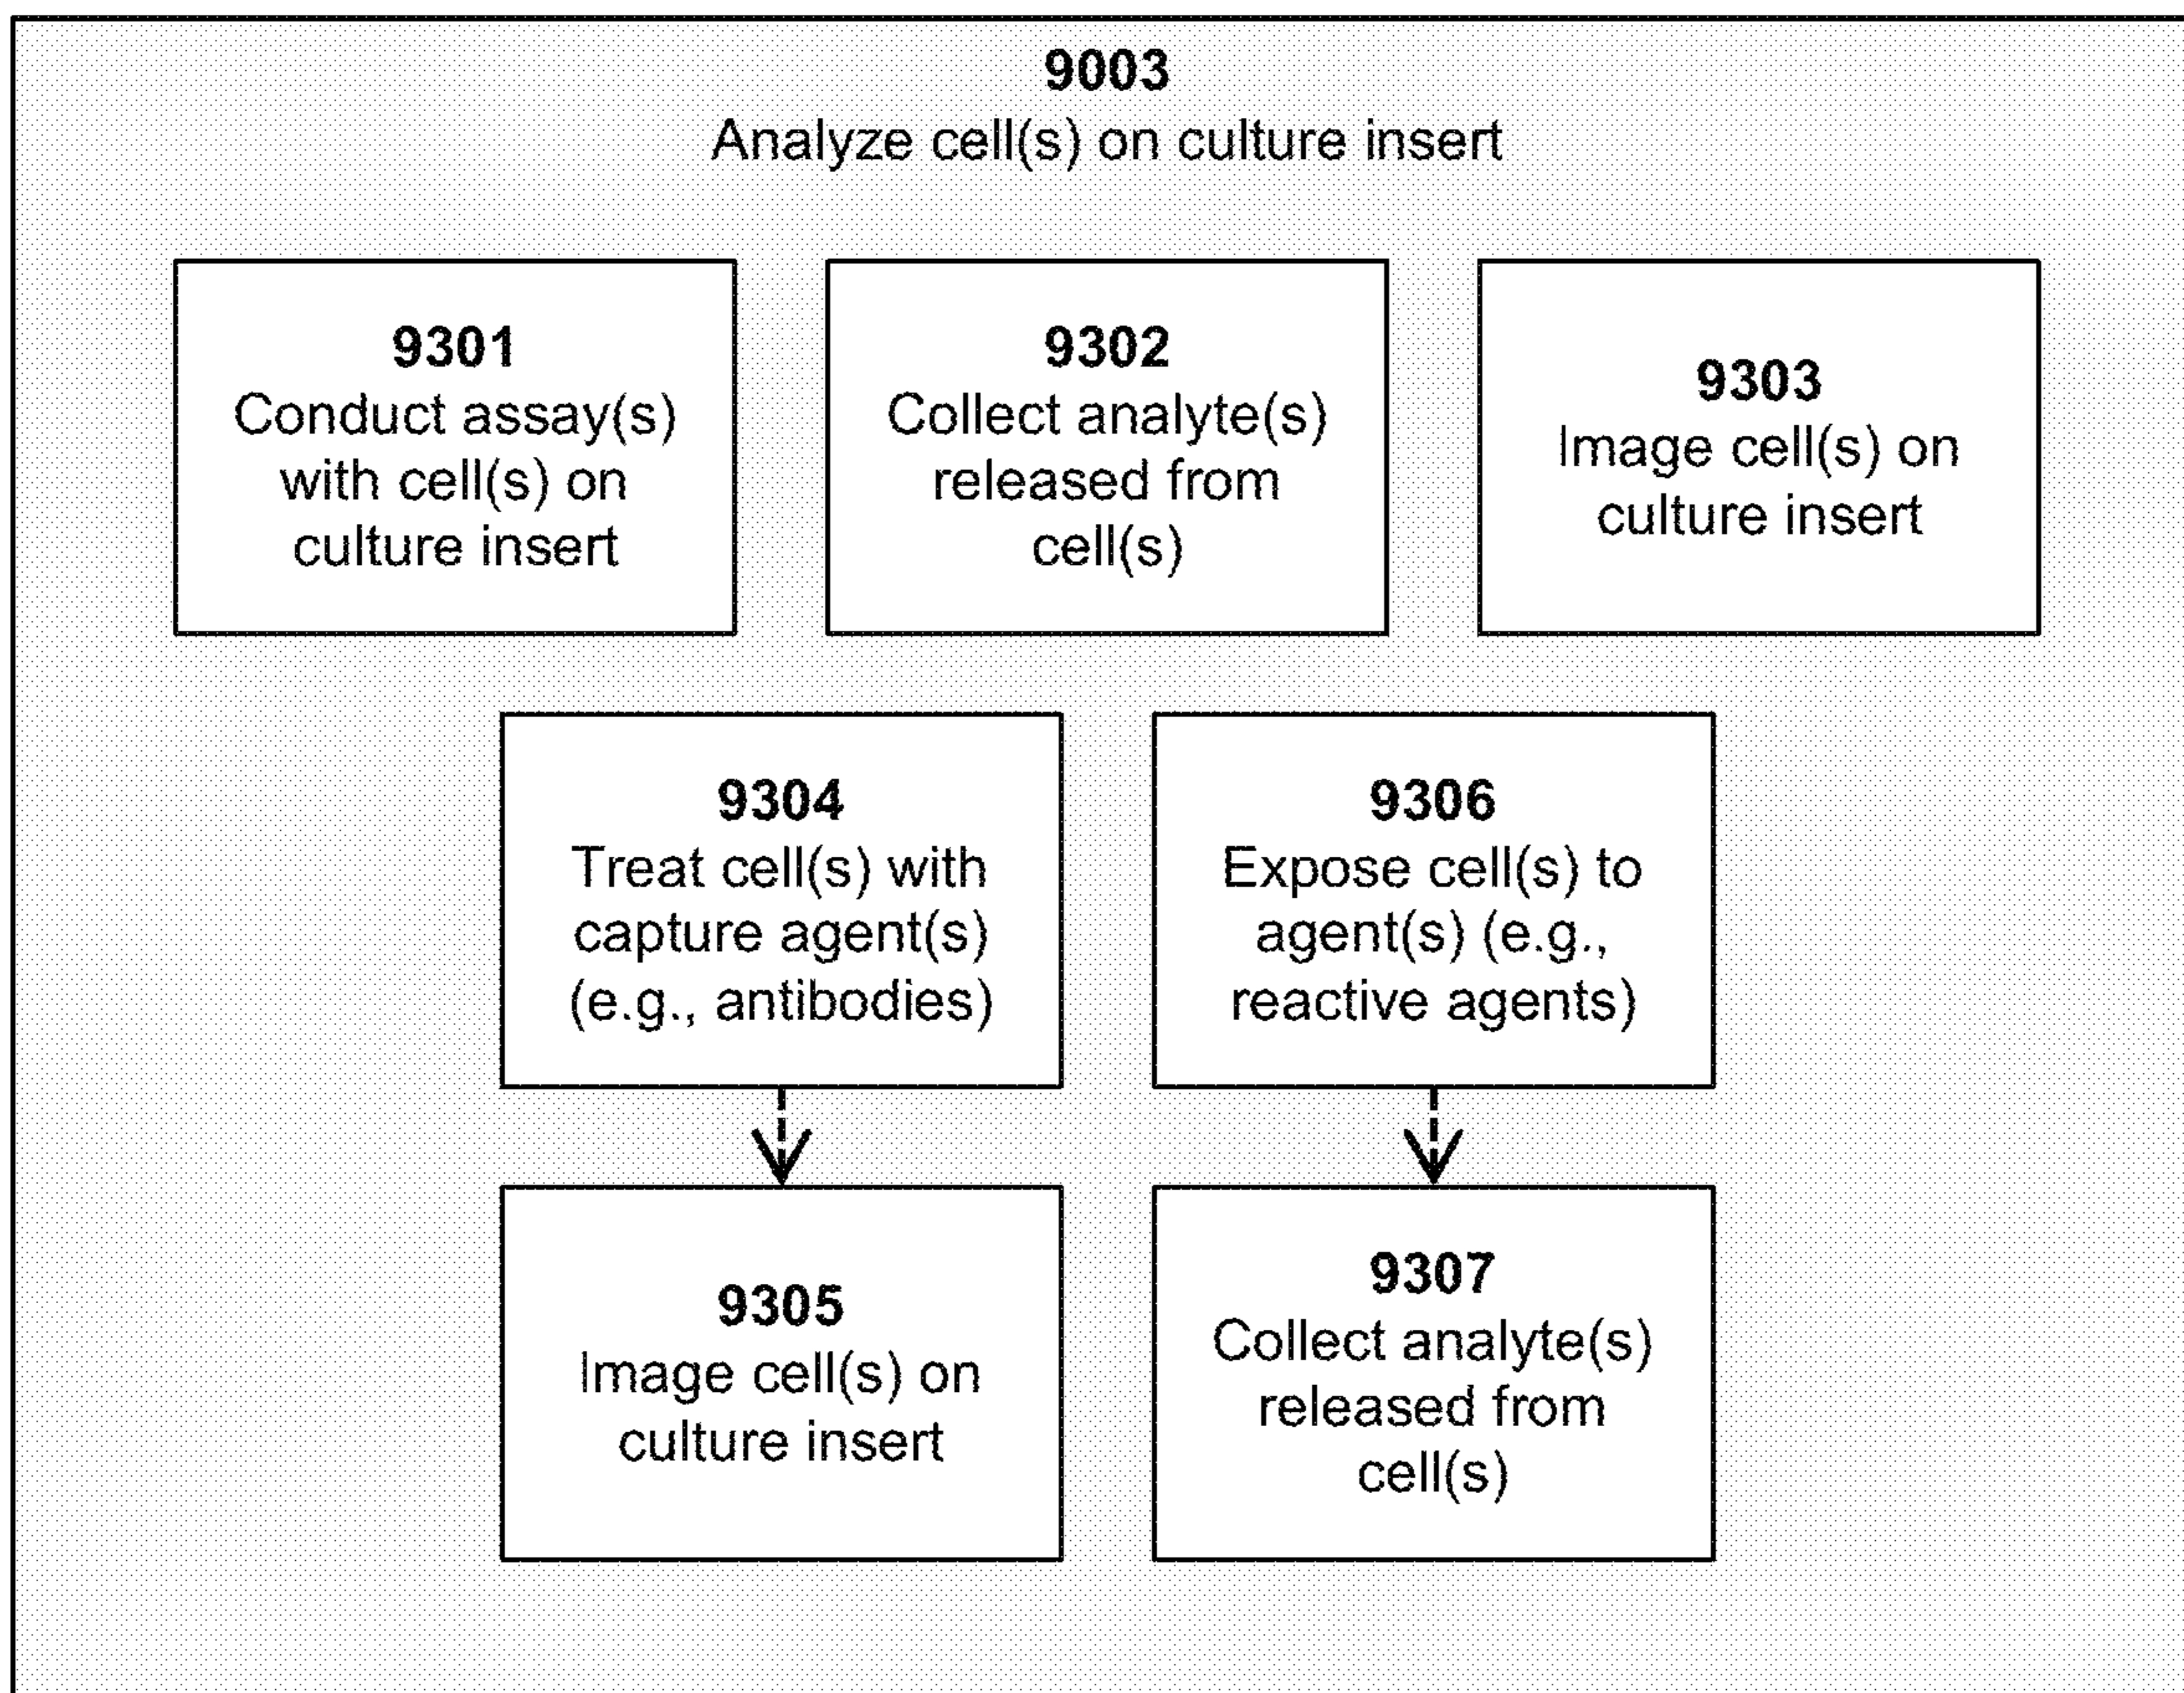 9003
Analyze cell(s) on culture insert
9301
Conduct assay(s)
with cell(s) on
culture insert
9302
Collect analyte(s)
released from
cell(s)
9303
Image cell(s) on
culture insert
9304
Treat cell(s) with
capture agent(s)
(e.g., antibodies)
9306
Expose cell(s) to
agent(s) (e.g.,
reactive agents)
9305
Image cell(s) on
culture insert
9307
Collect analyte(s)
released from
cell(s)